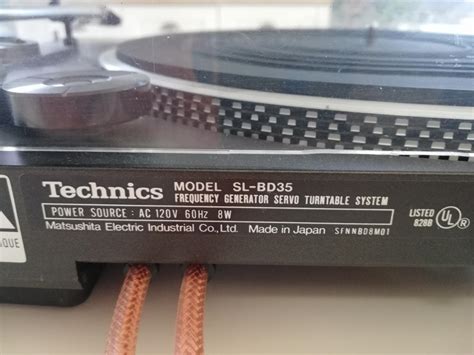 Technics MODEL SL-BD35
FREQUENCY GENERATOR SERVO TURNTABLE SYSTEM
POWER SOURCE : AC 120V 60Hz 8W
Matsushita Electric Industrial Co., Ltd. Made in Japan SFNNBD8M01
LISTED
828B
UL